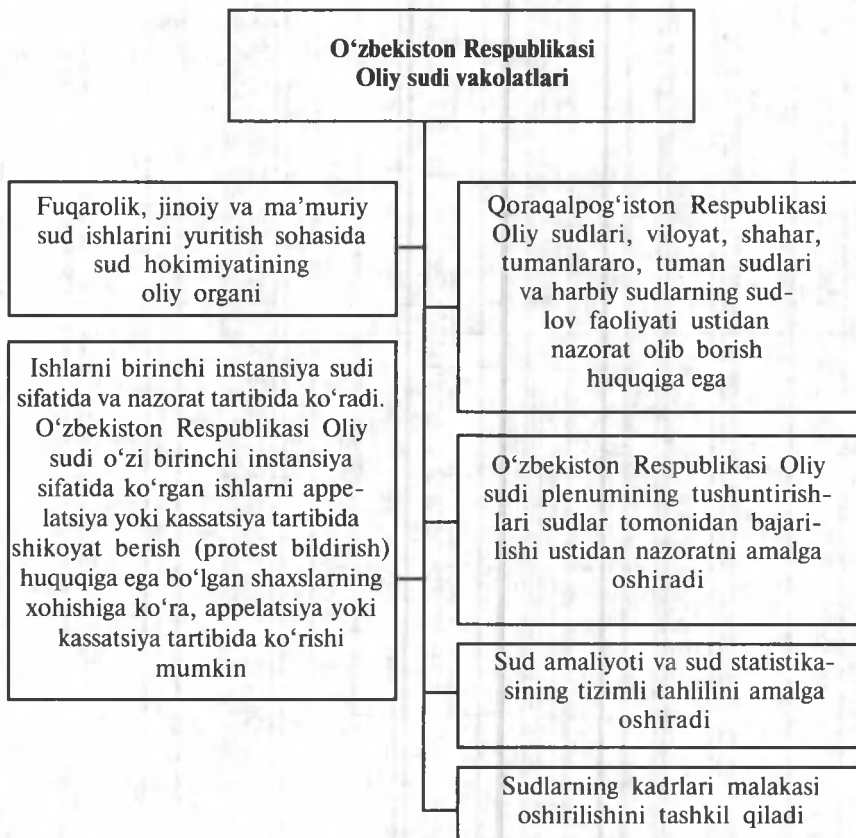 O‘zbekiston Respublikasi
Oliy sudi vakolatlari
Fuqarolik, jinoiy va ma’muriy
sud ishlarini yuritish sohasida
sud hokimiyatining
oliy organi
Ishlarni birinchi instansiya sudi
sifatida va nazorat tartibida ko‘radi.
O‘zbekiston Respublikasi Oliy
sudi o‘zi birinchi instansiya
sifatida ko‘rgan ishlarni appe-
latsiya yoki kassatsiya tartibida
shikoyat berish (protest bildirish)
huquqiga ega bo‘lgan shaxslarning
xohishiga ko‘ra, appelatsiya yoki
kassatsiya tartibida ko‘rishi
mumkin
Qoraqalpog‘iston Respublikasi
Oliy sudlari, viloyat, shahar,
tumanlararo, tuman sudlari
va harbiy sudlarning sud-
lov faoliyati ustidan
nazorat olib borish
huquqiga ega
O‘zbekiston Respublikasi Oliy
sudi plenumining tushuntirish-
lari sudlar tomonidan bajari-
lishi ustidan nazoratni amalga
oshiradi
Sud amaliyoti va sud statistika-
sining tizimli tahlilini amalga
oshiradi
Sudlarning kadrlari malakasi
oshirilishini tashkil qiladi